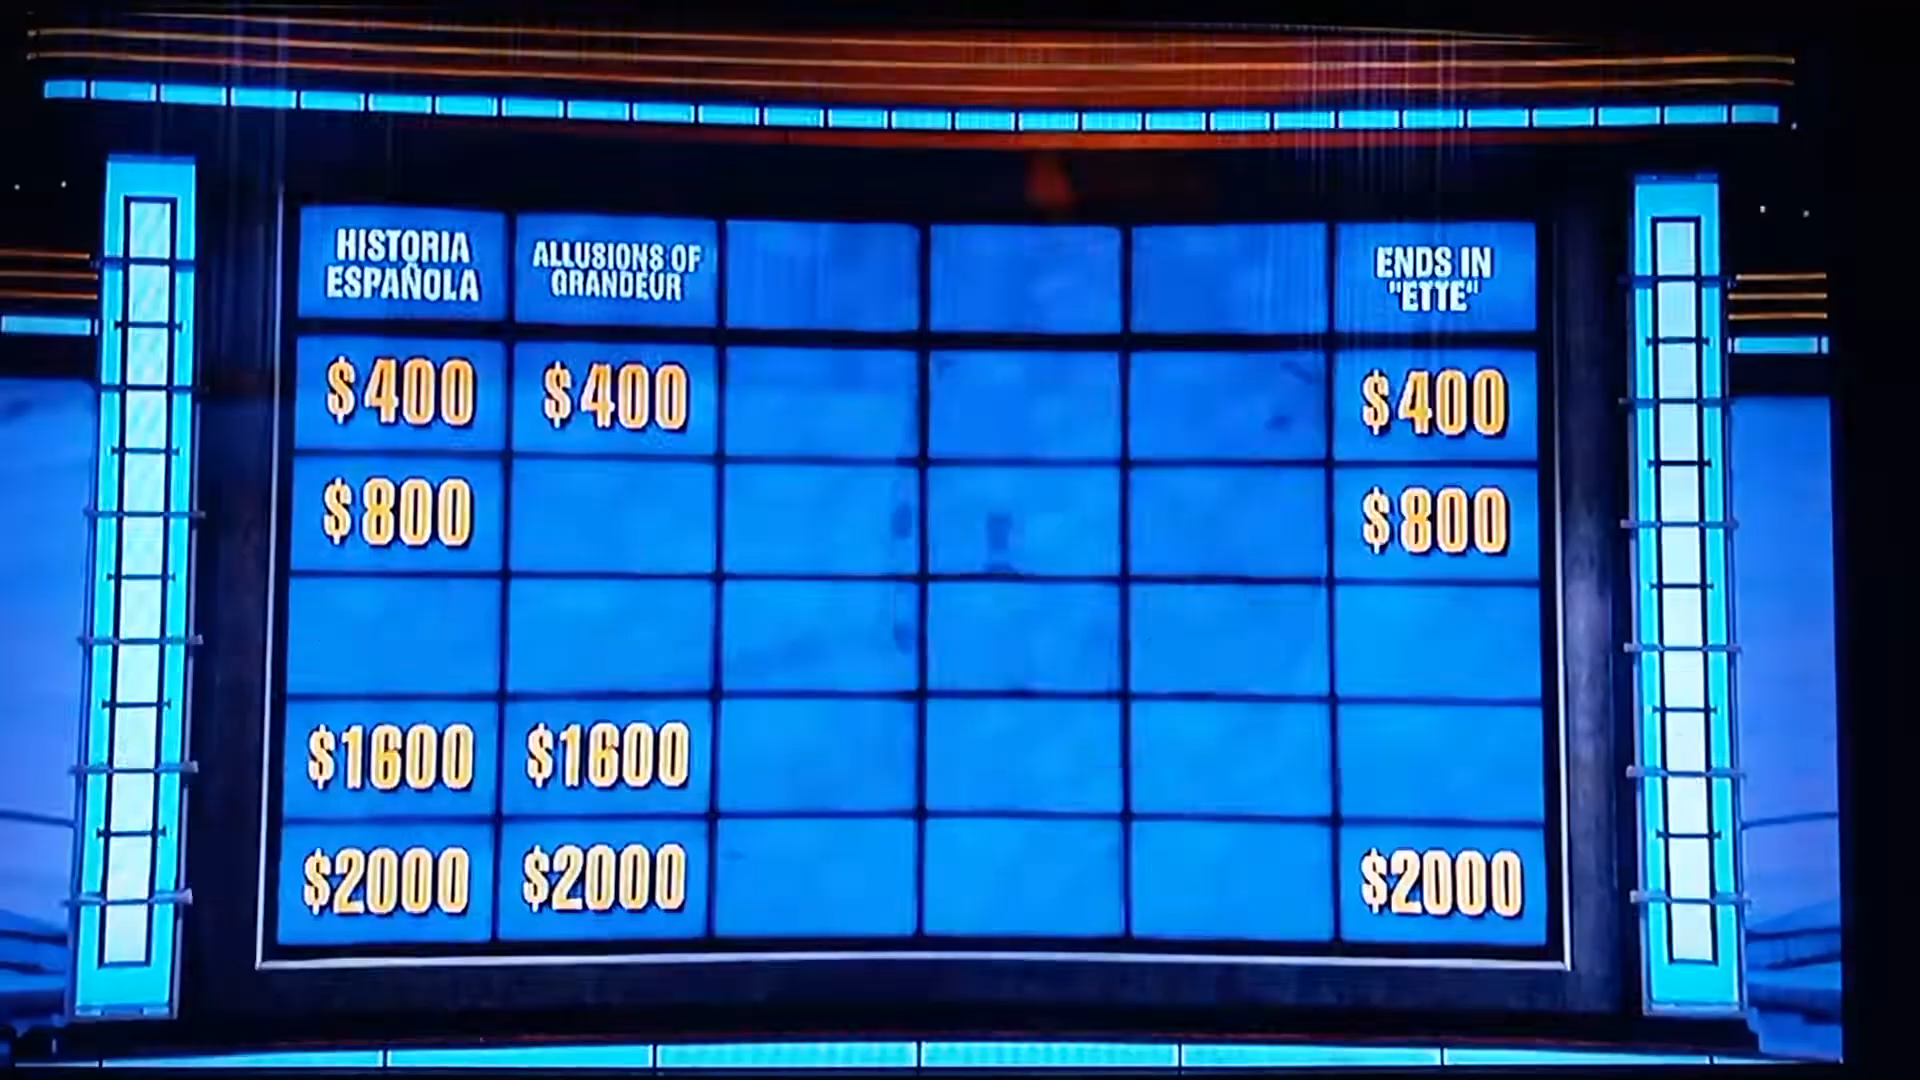 HISTORIA
ESPAÑOLA
ALLUSIONS OF
GRANDEUR
ENDS IN
"ETTE"
$400
$400
$400
$800
$800
$1600
$1600
$2000
$2000
$2000